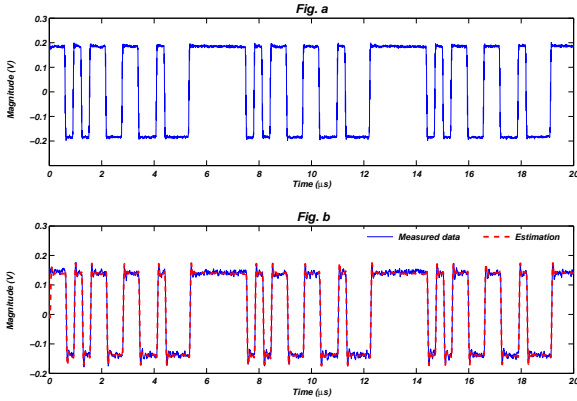 Fig. a
0.3
0.2
0.1
0
−0.1
−0.2
Magnitude (V)
0 2 4 6 8 10 12 14 16 18 20
Time (μs)
Fig. b
0.3
0.2
0.1
0
−0.1
−0.2
Magnitude (V)
Measured data
Estimation
0 2 4 6 8 10 12 14 16 18 20
Time (μs)